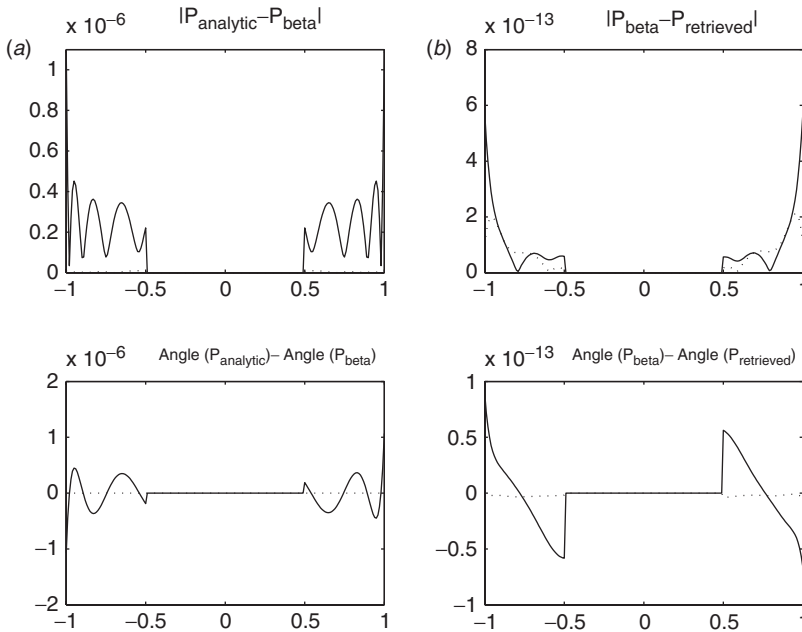 (a)
x 10⁻⁶
|P_analytic–P_beta|
1
0.8
0.6
0.4
0.2
0
−1 −0.5 0 0.5 1
(b)
x 10⁻¹³
|P_beta–P_retrieved|
8
6
4
2
0
−1 −0.5 0 0.5 1
x 10⁻⁶
Angle (P_analytic)– Angle (P_beta)
2
1
0
−1
−2
−1 −0.5 0 0.5 1
x 10⁻¹³
Angle (P_beta)– Angle (P_retrieved)
1
0.5
0
−0.5
−1
−1 −0.5 0 0.5 1